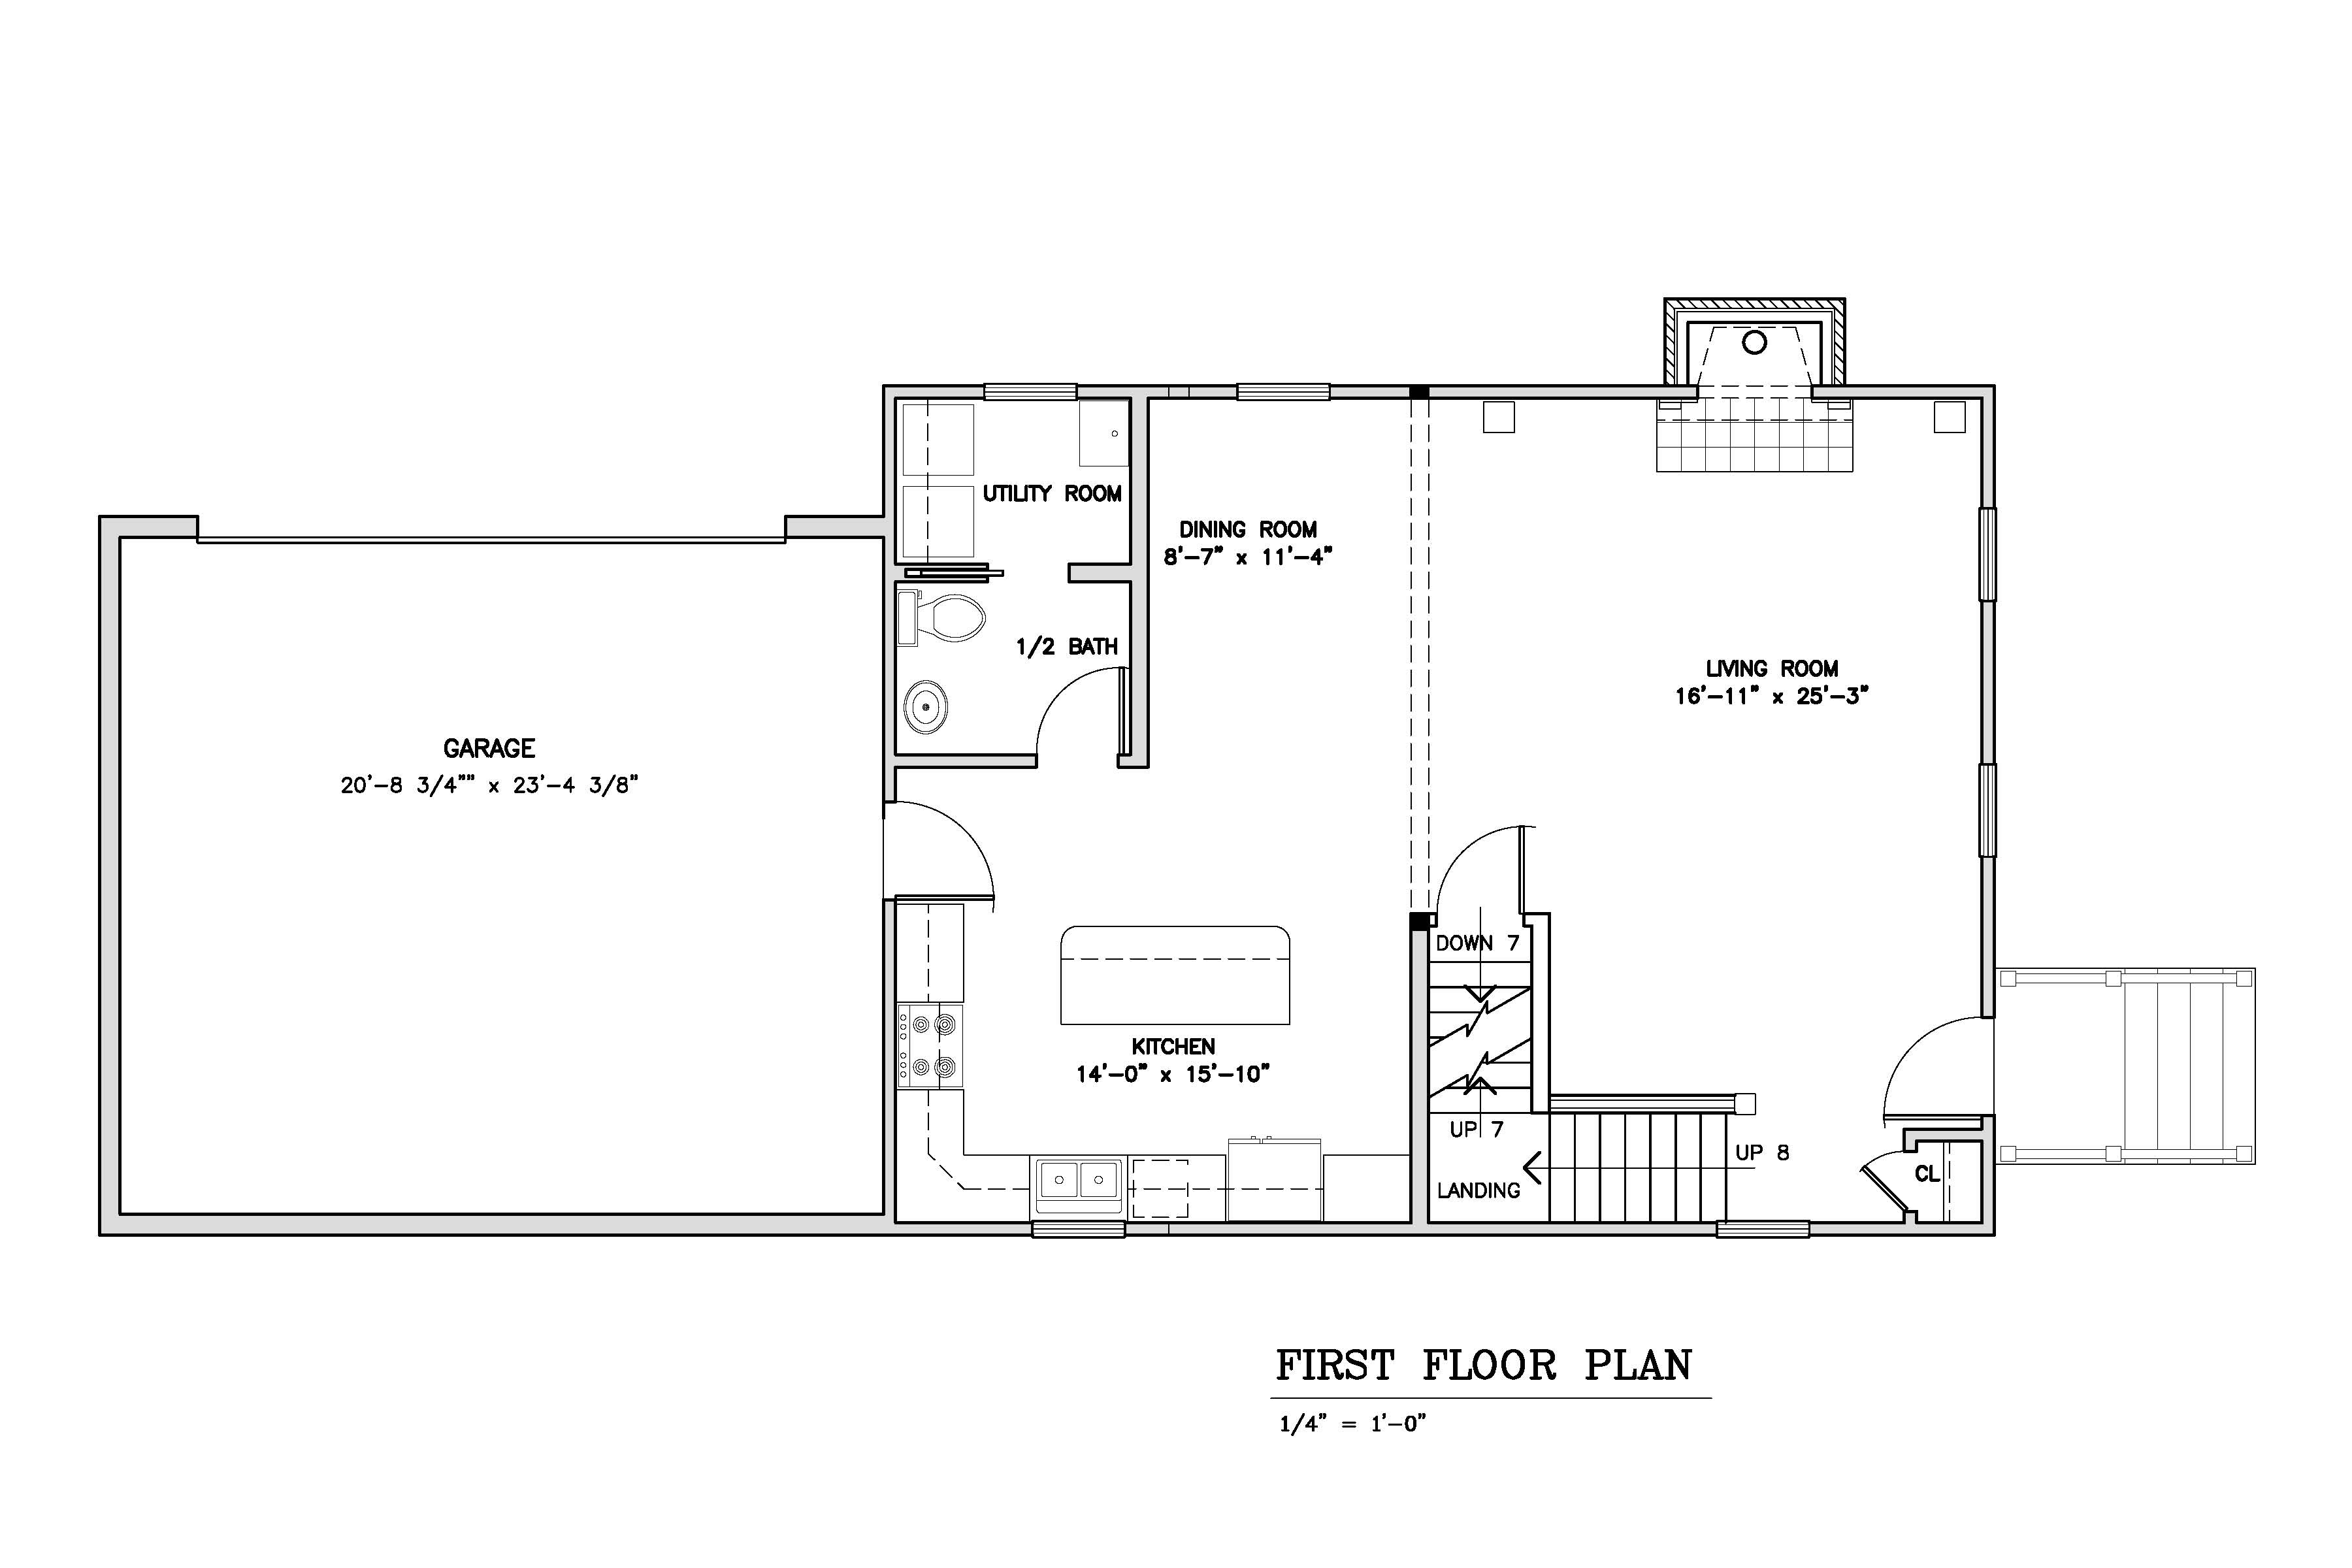 UTILITY ROOM
DINING ROOM
8'-7" x 11'-4"
1/2 BATH
LIVING ROOM
16'-11" x 25'-3"
GARAGE
20'-8 3/4"" x 23'-4 3/8"
DOWN 7
KITCHEN
14'-0" x 15'-10"
UP 7
UP 8
CL
LANDING
FIRST FLOOR PLAN
1/4" = 1'-0"